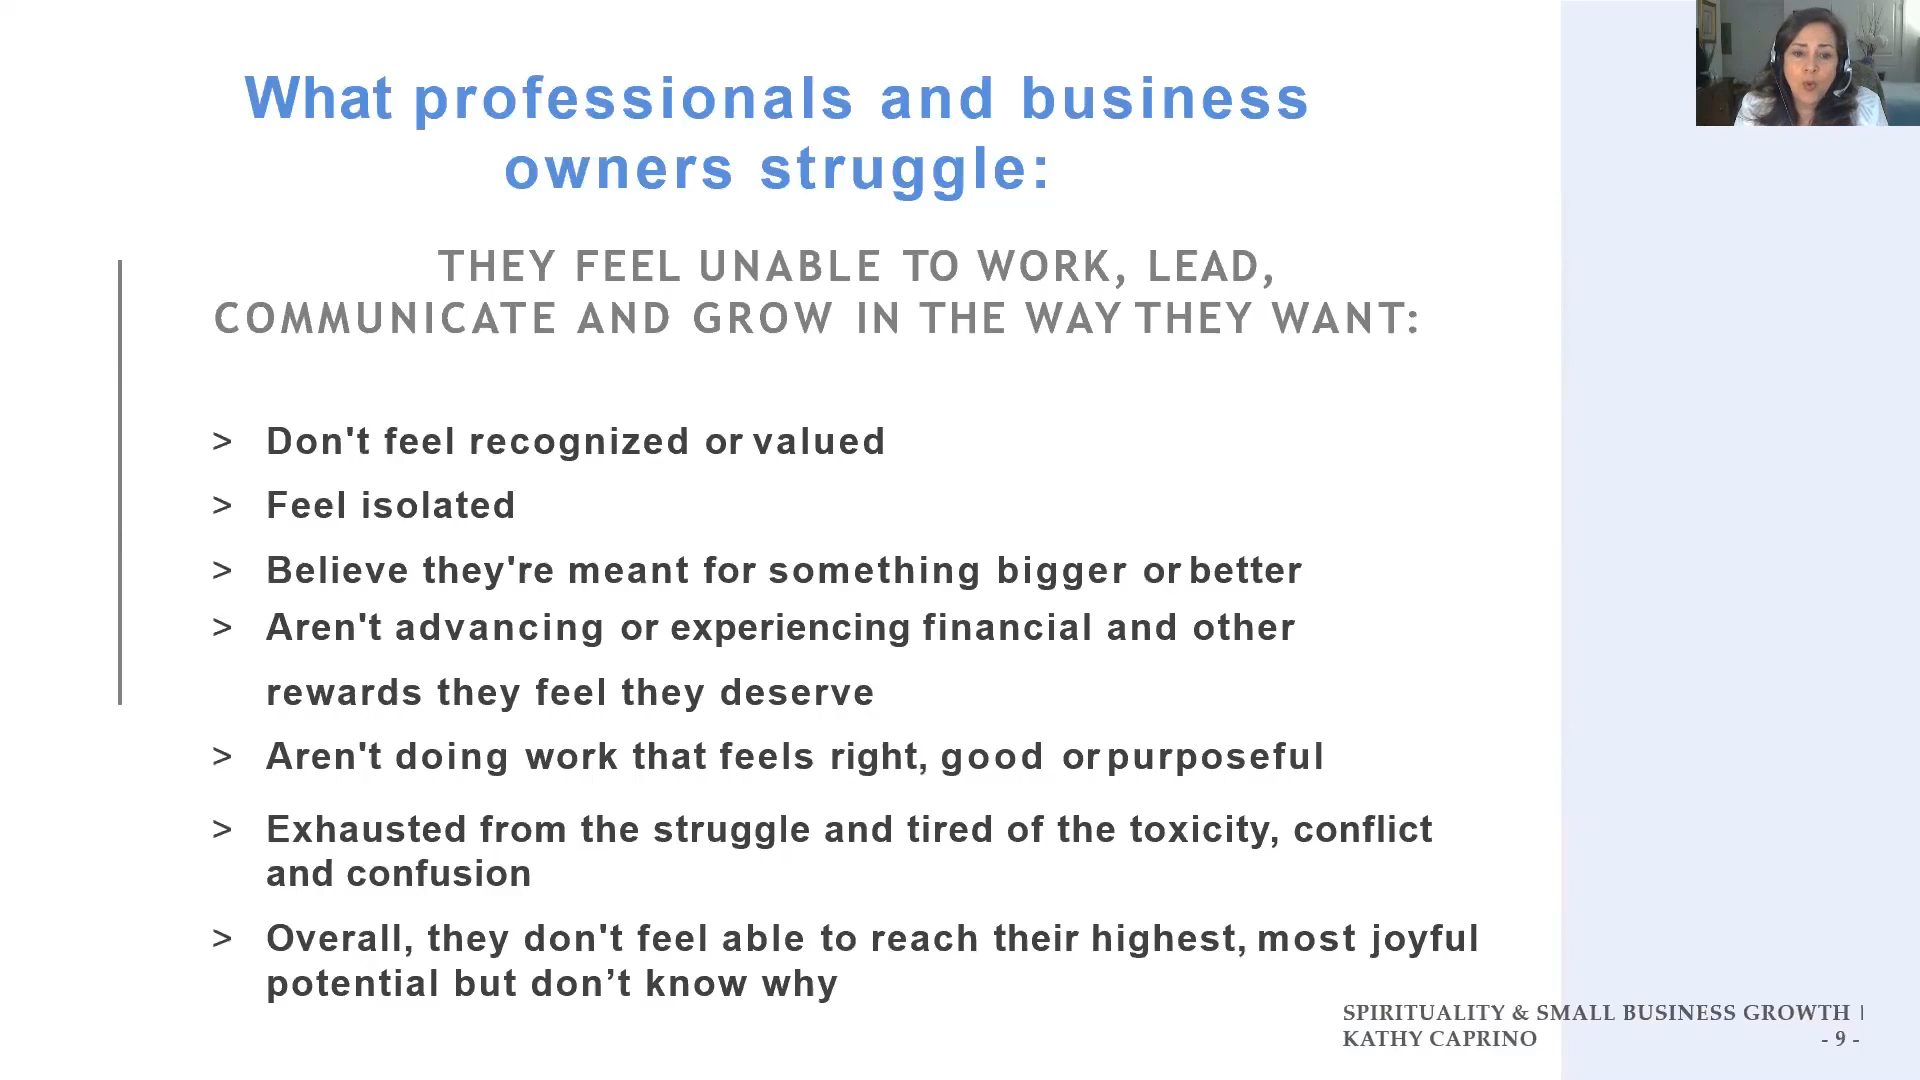 What professionals and business
owners struggle:
THEY FEEL UNABLE TO WORK, LEAD,
COMMUNICATE AND GROW IN THE WAY THEY WANT:
> Don't feel recognized or valued
> Feel isolated
> Believe they're meant for something bigger or better
> Aren't advancing or experiencing financial and other
rewards they feel they deserve
> Aren't doing work that feels right, good or purposeful
> Exhausted from the struggle and tired of the toxicity, conflict
and confusion
> Overall, they don't feel able to reach their highest, most joyful
potential but don’t know why
SPIRITUALITY & SMALL BUSINESS GROWTH |
KATHY CAPRINO - 9 -